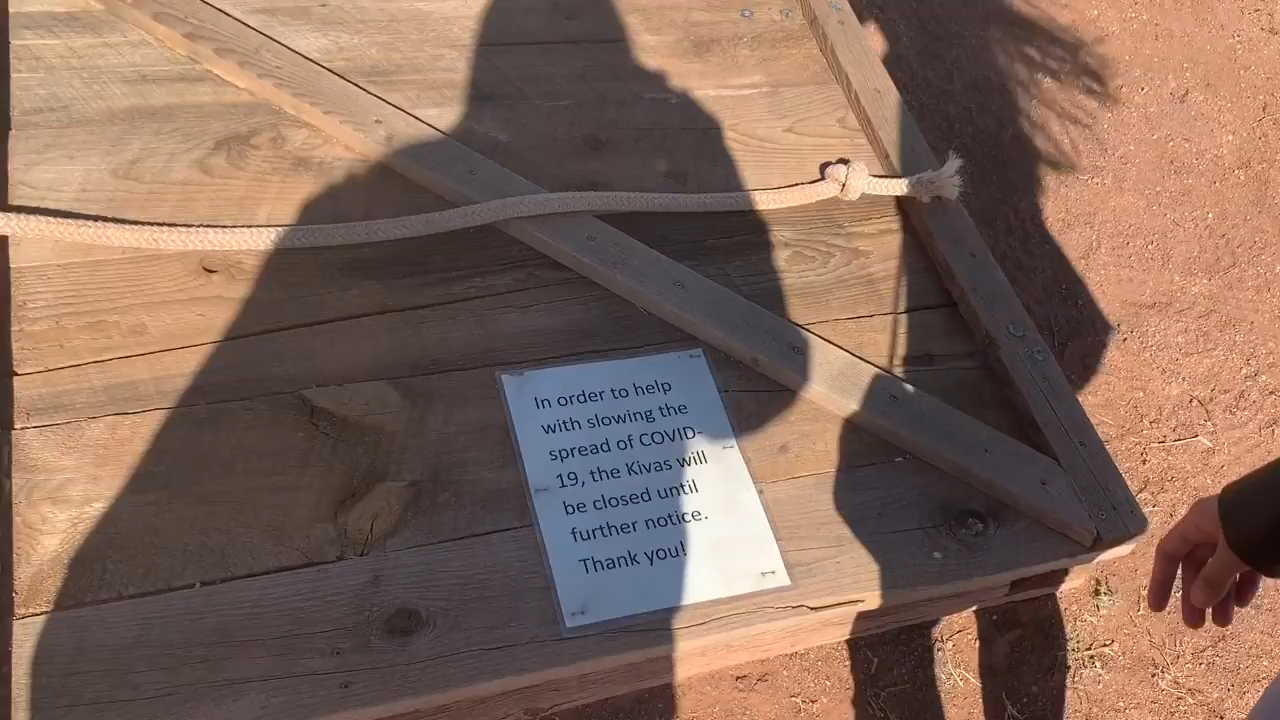 In order to help
with slowing the
spread of COVID-
19, the Kivas will
be closed until
further notice.
Thank you!